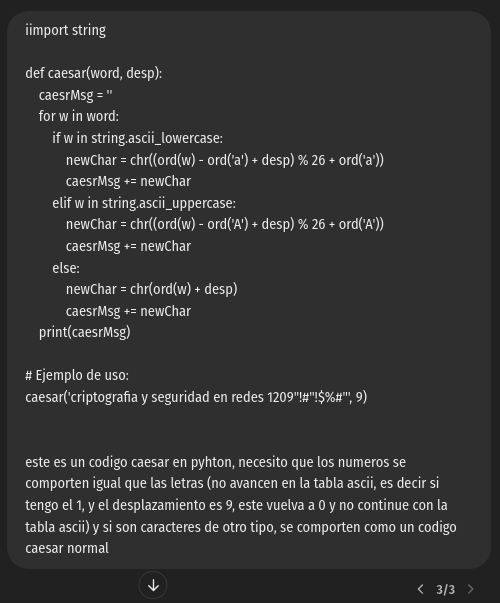 iimport string
def caesar(word, desp):
caesrMsg = ''
for w in word:
if w in string.ascii_lowercase:
newChar = chr((ord(w) - ord('a') + desp) % 26 + ord('a'))
caesrMsg += newChar
elif w in string.ascii_uppercase:
newChar = chr((ord(w) - ord('A') + desp) % 26 + ord('A'))
caesrMsg += newChar
else:
newChar = chr(ord(w) + desp)
caesrMsg += newChar
print(caesrMsg)
# Ejemplo de uso:
caesar('criptografia y seguridad en redes 1209"!#"!$%#"', 9)
este es un codigo caesar en pyhton, necesito que los numeros se
comporten igual que las letras (no avancen en la tabla ascii, es decir si
tengo el 1, y el desplazamiento es 9, este vuelva a 0 y no continue con la
tabla ascii) y si son caracteres de otro tipo, se comporten como un codigo
caesar normal
3/3